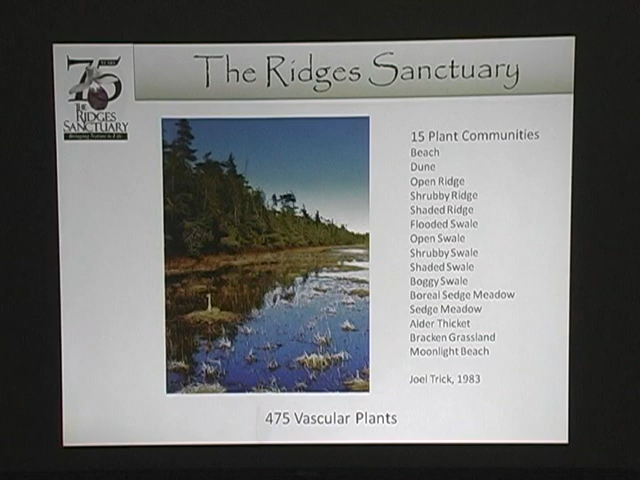 75
YEARS
THE
RIDGES
SANCTUARY
The Ridges Sanctuary
15 Plant Communities
Beach
Dune
Open Ridge
Shrubby Ridge
Shaded Ridge
Flooded Swale
Open Swale
Shrubby Swale
Shaded Swale
Boggy Swale
Boreal Sedge Meadow
Sedge Meadow
Alder Thicket
Bracken Grassland
Moonlight Beach
Joel Trick, 1983
475 Vascular Plants